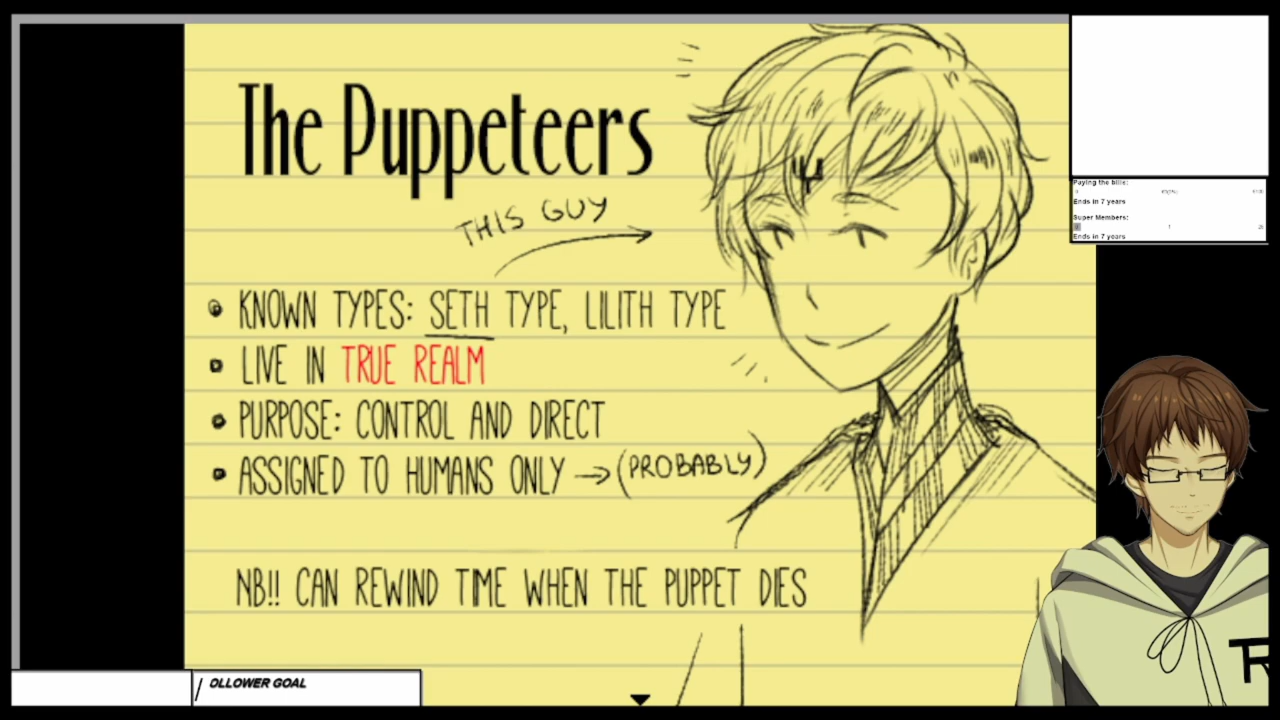 The Puppeteers
THIS GUY
KNOWN TYPES: SETH TYPE, LILITH TYPE
LIVE IN TRUE REALM
PURPOSE: CONTROL AND DIRECT
ASSIGNED TO HUMANS ONLY → (PROBABLY)
NB!! CAN REWIND TIME WHEN THE PUPPET DIES
Paying the bills:
Ends in 7 years
Super Members:
Ends in 7 years
/ OLLOWER GOAL